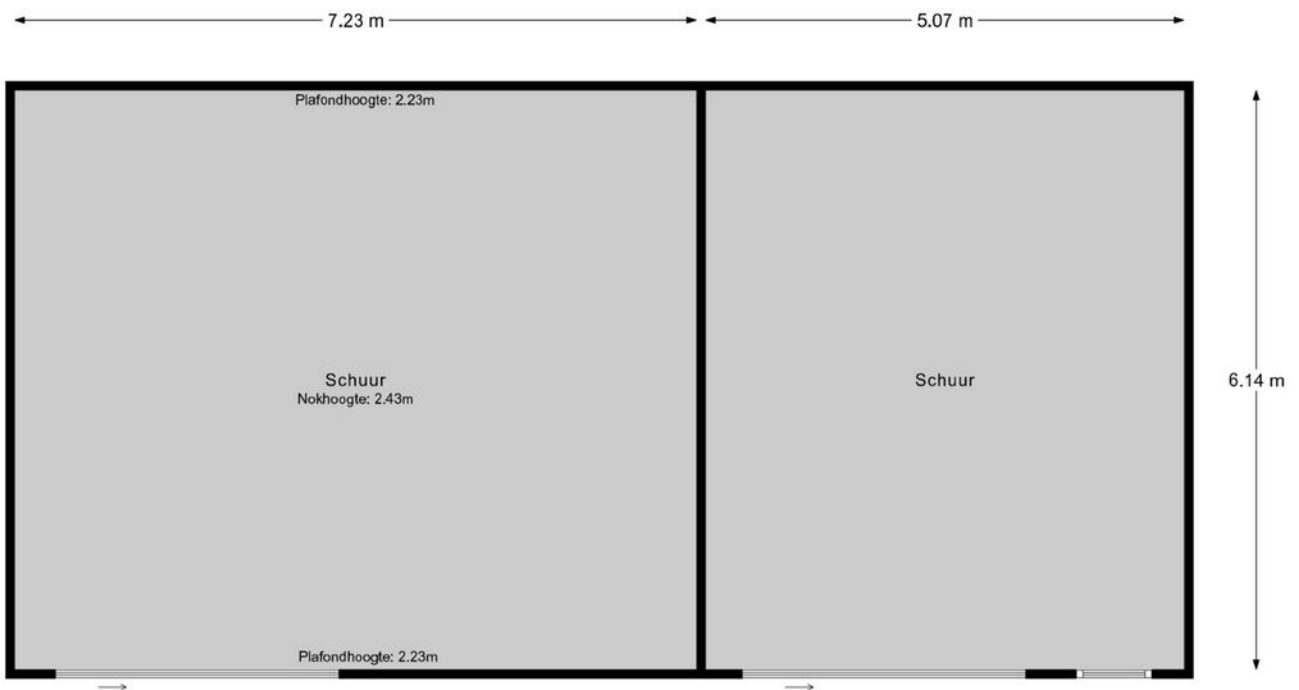 7.23 m
5.07 m
Plafondhoogte: 2.23m
Schuur
Nokhoogte: 2.43m
Schuur
6.14 m
Plafondhoogte: 2.23m